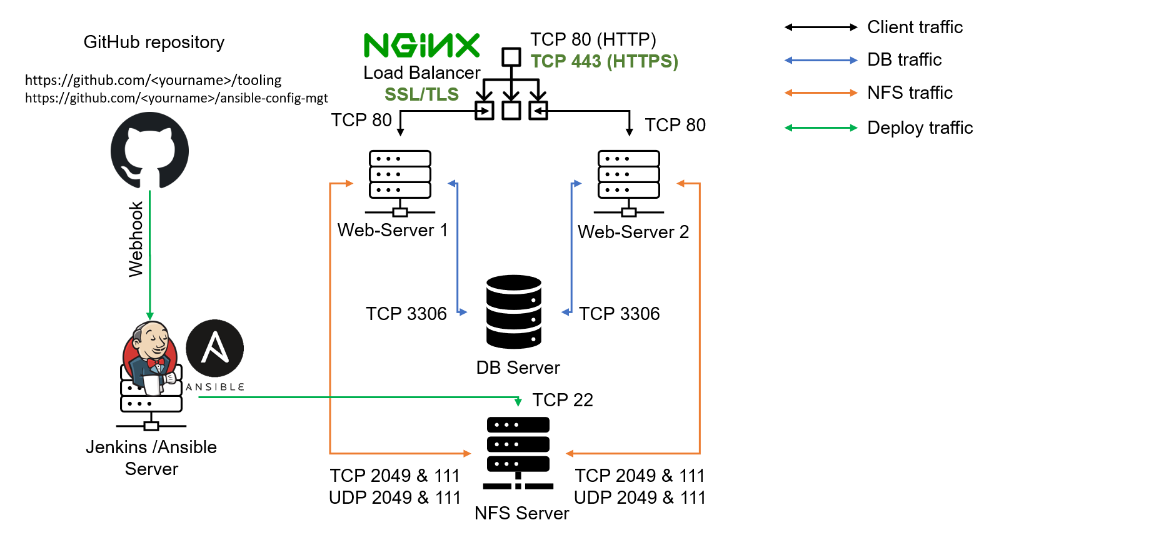 GitHub repository
https://github.com/<yourname>/tooling
https://github.com/<yourname>/ansible-config-mgt
NGINX
Load Balancer
SSL/TLS
TCP 80 (HTTP)
TCP 443 (HTTPS)
Client traffic
DB traffic
NFS traffic
Deploy traffic
TCP 80
TCP 80
Web-Server 1
Web-Server 2
Webhook
TCP 3306
TCP 3306
DB Server
ANSIBLE
Jenkins /Ansible
Server
TCP 22
TCP 2049 & 111
UDP 2049 & 111
TCP 2049 & 111
UDP 2049 & 111
NFS Server